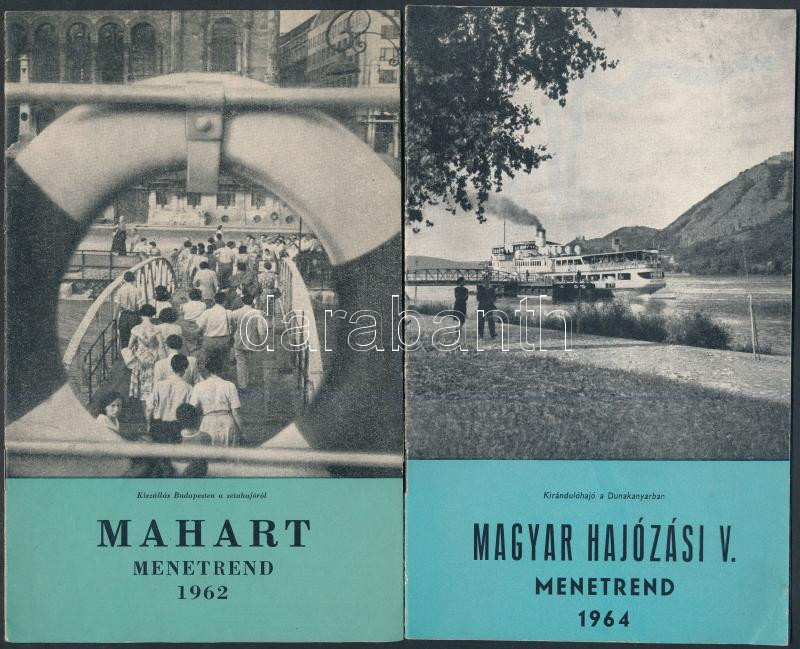 darabanth
Kiszállás Budapesten a sétahajóról
MAHART
MENETREND
1962
Kirándulóhajó a Dunakanyarban
MAGYAR HAJÓZÁSI V.
MENETREND
1964